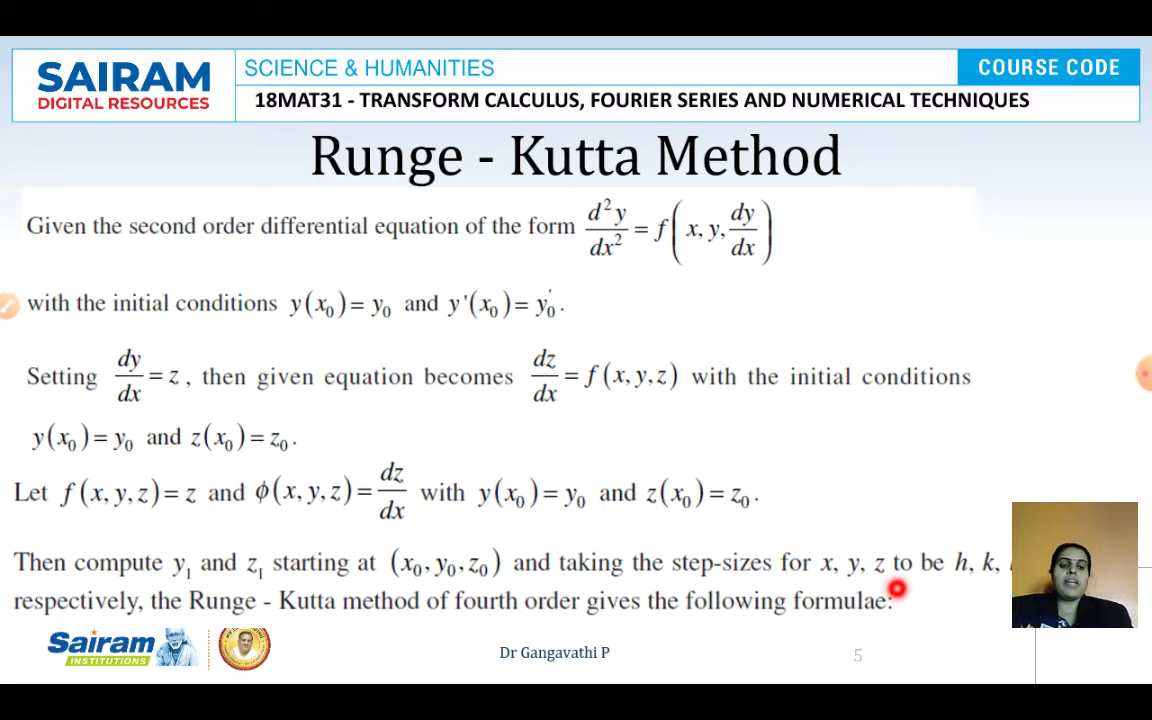 SAIRAM
DIGITAL RESOURCES
SCIENCE & HUMANITIES
COURSE CODE
18MAT31 - TRANSFORM CALCULUS, FOURIER SERIES AND NUMERICAL TECHNIQUES
Runge - Kutta Method
Given the second order differential equation of the form d²y/dx² = f(x, y, dy/dx)
with the initial conditions y(x₀) = y₀ and y'(x₀) = y₀'.
Setting dy/dx = z, then given equation becomes dz/dx = f(x, y, z) with the initial conditions
y(x₀) = y₀ and z(x₀) = z₀.
Let f(x, y, z) = z and ϕ(x, y, z) = dz/dx with y(x₀) = y₀ and z(x₀) = z₀.
Then compute y₁ and z₁ starting at (x₀, y₀, z₀) and taking the step-sizes for x, y, z to be h, k,
respectively, the Runge - Kutta method of fourth order gives the following formulae:
Sairam
INSTITUTIONS
Dr Gangavathi P
5